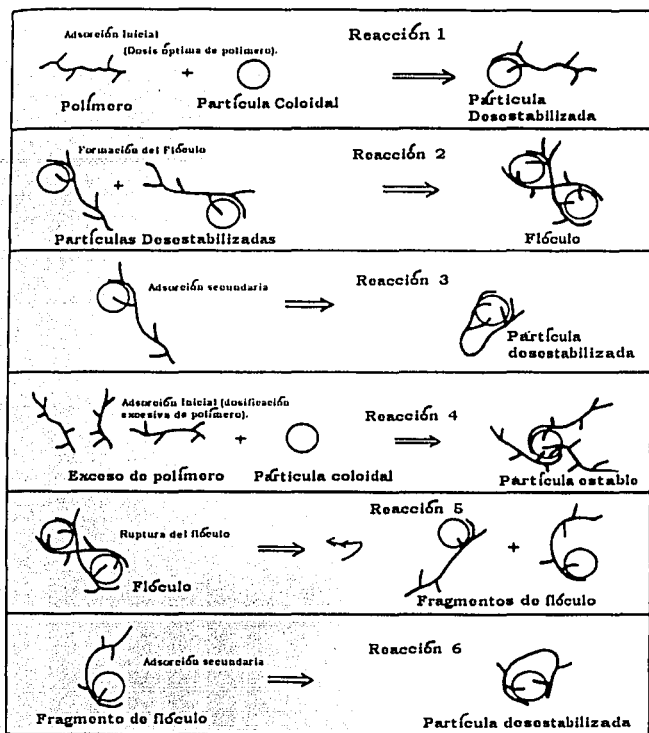 Adsorción Inicial
(Dosis óptima de polímero).
Reacción 1
+
Polímero
Partícula Coloidal
Párticula
Desestabilizada
Formación del Flóculo
Reacción 2
+
Partículas Desestabilizadas
Flóculo
Adsorción secundaria
Reacción 3
Partícula
desestabilizada
Adsorción Inicial (dosificación
excesiva de polímero).
Reacción 4
+
Exceso de polímero
Párticula coloidal
Partícula estable
Ruptura del flóculo
Reacción 5
+
Flóculo
Fragmentos de flóculo
Adsorción secundaria
Reacción 6
Fragmento de flóculo
Partícula desestabilizada